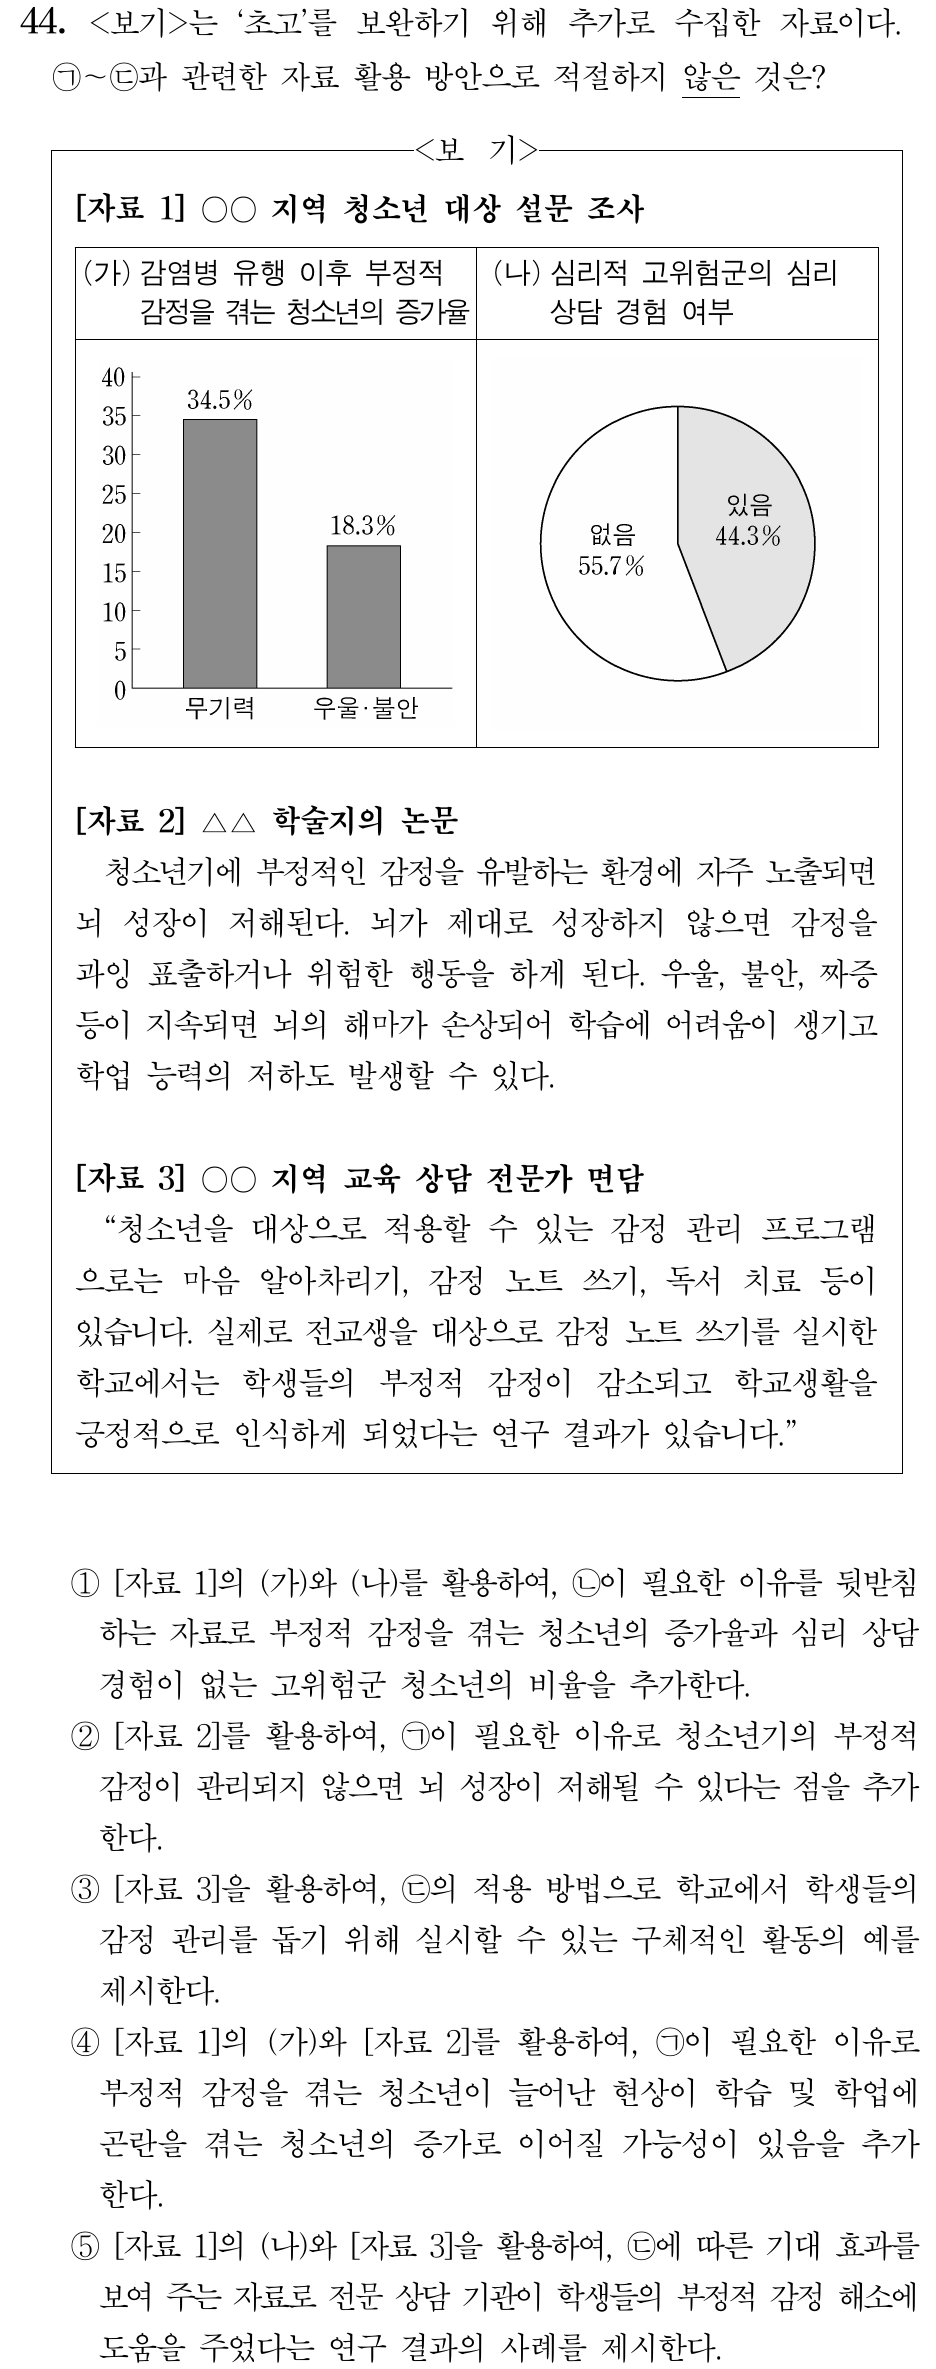 44. <보기>는 ‘초고’를 보완하기 위해 추가로 수집한 자료이다.
㉠～㉢과 관련한 자료 활용 방안으로 적절하지 않은 것은?
<보 기>
[자료 1] ○○ 지역 청소년 대상 설문 조사
(가) 감염병 유행 이후 부정적
감정을 겪는 청소년의 증가율
(나) 심리적 고위험군의 심리
상담 경험 여부
40
35
30
25
20
15
10
5
0
34.5%
18.3%
무기력
우울·불안
없음
55.7%
있음
44.3%
[자료 2] △△ 학술지의 논문
청소년기에 부정적인 감정을 유발하는 환경에 자주 노출되면
뇌 성장이 저해된다. 뇌가 제대로 성장하지 않으면 감정을
과잉 표출하거나 위험한 행동을 하게 된다. 우울, 불안, 짜증
등이 지속되면 뇌의 해마가 손상되어 학습에 어려움이 생기고
학업 능력의 저하도 발생할 수 있다.
[자료 3] ○○ 지역 교육 상담 전문가 면담
“청소년을 대상으로 적용할 수 있는 감정 관리 프로그램
으로는 마음 알아차리기, 감정 노트 쓰기, 독서 치료 등이
있습니다. 실제로 전교생을 대상으로 감정 노트 쓰기를 실시한
학교에서는 학생들의 부정적 감정이 감소되고 학교생활을
긍정적으로 인식하게 되었다는 연구 결과가 있습니다.”
① [자료 1]의 (가)와 (나)를 활용하여, ㉡이 필요한 이유를 뒷받침
하는 자료로 부정적 감정을 겪는 청소년의 증가율과 심리 상담
경험이 없는 고위험군 청소년의 비율을 추가한다.
② [자료 2]를 활용하여, ㉠이 필요한 이유로 청소년기의 부정적
감정이 관리되지 않으면 뇌 성장이 저해될 수 있다는 점을 추가
한다.
③ [자료 3]을 활용하여, ㉢의 적용 방법으로 학교에서 학생들의
감정 관리를 돕기 위해 실시할 수 있는 구체적인 활동의 예를
제시한다.
④ [자료 1]의 (가)와 [자료 2]를 활용하여, ㉠이 필요한 이유로
부정적 감정을 겪는 청소년이 늘어난 현상이 학습 및 학업에
곤란을 겪는 청소년의 증가로 이어질 가능성이 있음을 추가
한다.
⑤ [자료 1]의 (나)와 [자료 3]을 활용하여, ㉢에 따른 기대 효과를
보여 주는 자료로 전문 상담 기관이 학생들의 부정적 감정 해소에
도움을 주었다는 연구 결과의 사례를 제시한다.